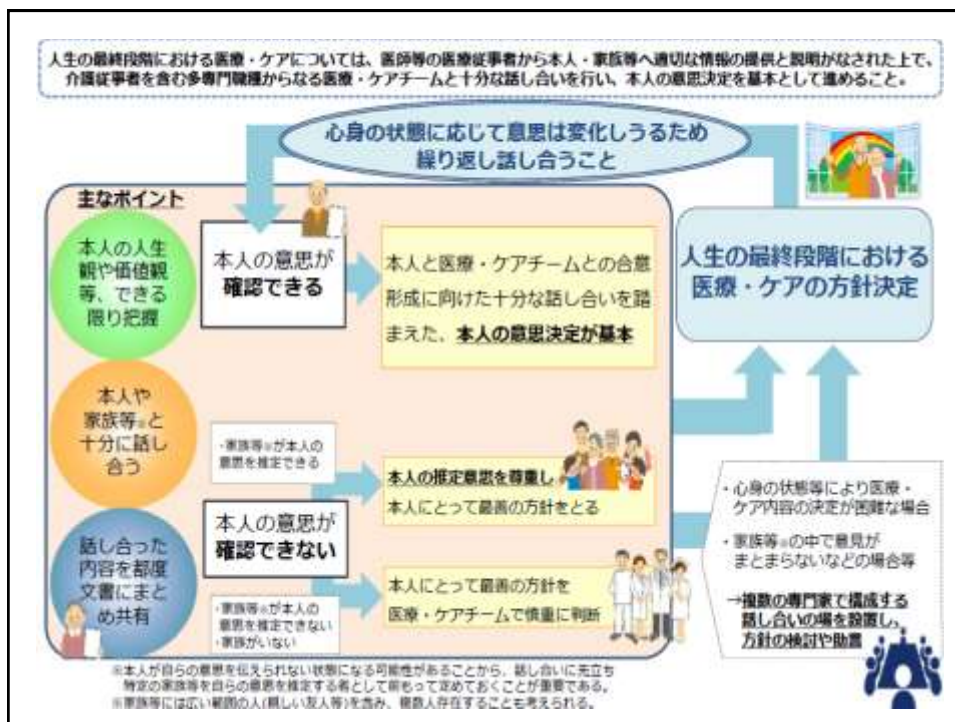 人生の最終段階における医療・ケアについては、医師等の医療従事者から本人・家族等へ適切な情報の提供と説明がなされた上で、
介護従事者を含む多専門職種からなる医療・ケアチームと十分な話し合いを行い、本人の意思決定を基本として進めること。
心身の状態に応じて意思は変化しうるため
繰り返し話し合うこと
主なポイント
本人の人生
観や価値観
等、できる
限り把握
本人の意思が
確認できる
本人と医療・ケアチームとの合意
形成に向けた十分な話し合いを踏
まえた、本人の意思決定が基本
人生の最終段階における
医療・ケアの方針決定
本人や
家族等※と
十分に話し
合う
・家族等※が本人の
意思を推定できる
本人の推定意思を尊重し
本人にとって最善の方針をとる
本人の意思が
確認できない
話し合った
内容を都度
文書にまと
め共有
・家族等※が本人の
意思を推定できない
・家族がいない
本人にとって最善の方針を
医療・ケアチームで慎重に判断
・心身の状態等により医療・
ケア内容の決定が困難な場合
・家族等※の中で意見が
まとまらないなどの場合等
→複数の専門家で構成する
話し合いの場を設置し、
方針の検討や助言
※本人が自らの意思を伝えられない状態になる可能性があることから、話し合いに先立ち
特定の家族等を自らの意思を推定する者として前もって定めておくことが重要である。
※家族等には広い範囲の人(親しい友人等)を含み、複数人存在することも考えられる。